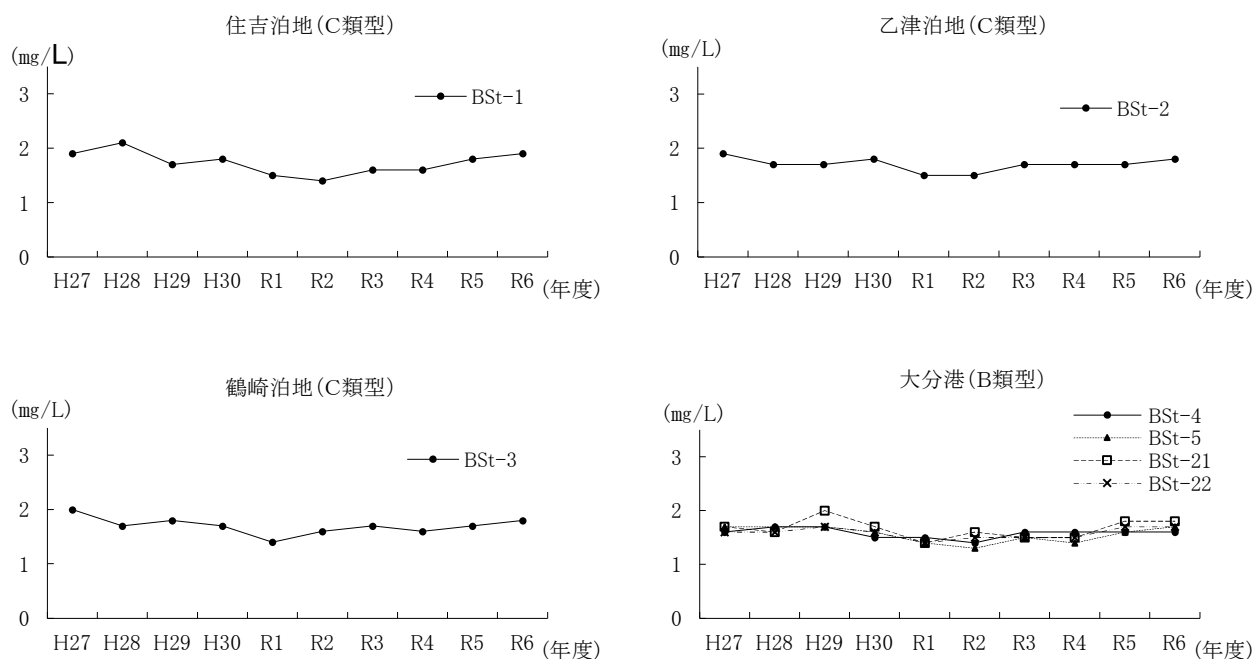 住吉泊地(C類型)
(mg/L)
BSt-1
3
2
1
0
H27 H28 H29 H30 R1 R2 R3 R4 R5 R6 (年度)
乙津泊地(C類型)
(mg/L)
BSt-2
3
2
1
0
H27 H28 H29 H30 R1 R2 R3 R4 R5 R6 (年度)
鶴崎泊地(C類型)
(mg/L)
BSt-3
3
2
1
0
H27 H28 H29 H30 R1 R2 R3 R4 R5 R6 (年度)
大分港(B類型)
(mg/L)
BSt-4
BSt-5
BSt-21
BSt-22
3
2
1
0
H27 H28 H29 H30 R1 R2 R3 R4 R5 R6 (年度)